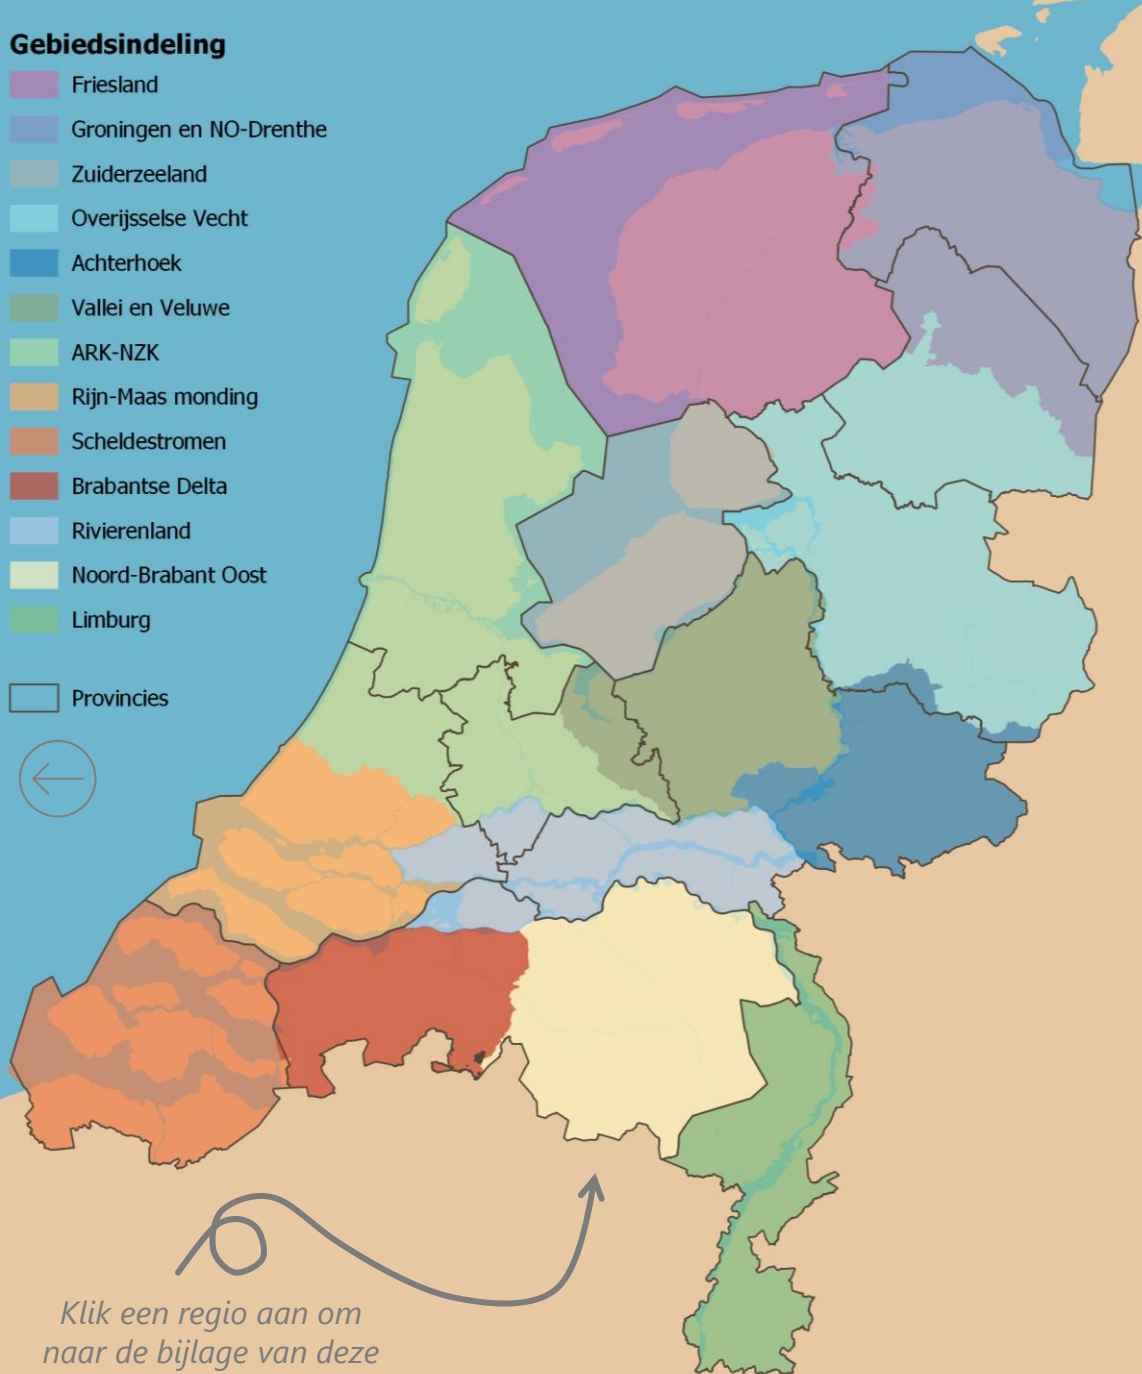 Gebiedsindeling
Friesland
Groningen en NO-Drenthe
Zuiderzeeland
Overijsselse Vecht
Achterhoek
Vallei en Veluwe
ARK-NZK
Rijn-Maas monding
Scheldestromen
Brabantse Delta
Rivierenland
Noord-Brabant Oost
Limburg
Provincies
Klik een regio aan om
naar de bijlage van deze